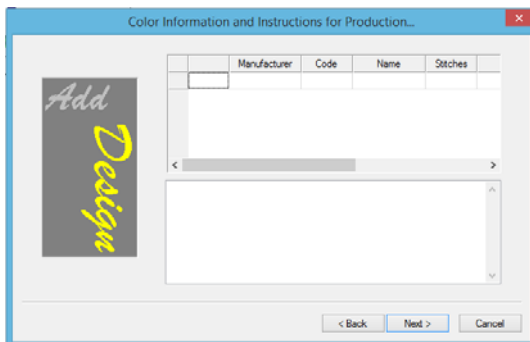 Color Information and Instructions for Production...
Manufacturer Code Name Stitches
Add
Design
< Back Next > Cancel